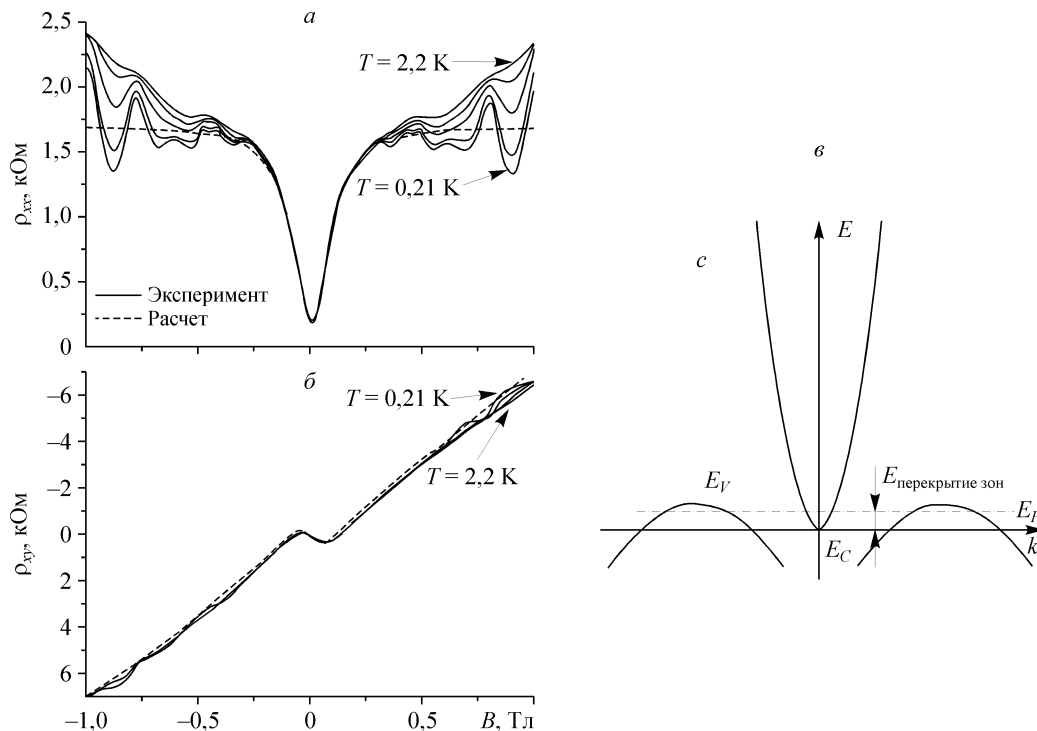 а
2,5
2,0
1,5
1,0
0,5
0
ρxx, кОм
T = 2,2 K
T = 0,21 K
Эксперимент
Расчет
б
–6
–4
–2
0
2
4
6
ρxy, кОм
T = 0,21 K
T = 2,2 K
–1,0
–0,5
0
0,5
B, Тл
в
с
E
EV
Eперекрытие зон
EF
EC
k